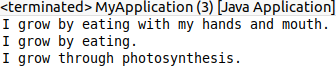 <terminated> MyApplication (3) [Java Application]
I grow by eating with my hands and mouth.
I grow by eating.
I grow through photosynthesis.